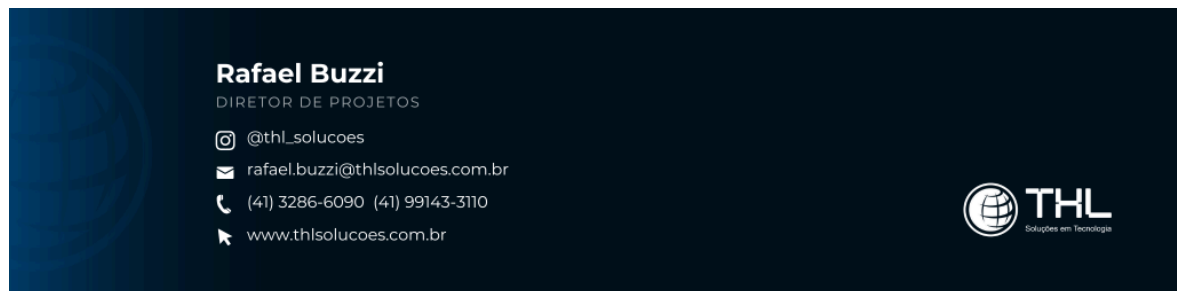 Rafael Buzzi
DIRETOR DE PROJETOS
@thl_solucoes
rafael.buzzi@thlsolucoes.com.br
(41) 3286-6090 (41) 99143-3110
www.thlsolucoes.com.br
THL
Soluções em Tecnologia